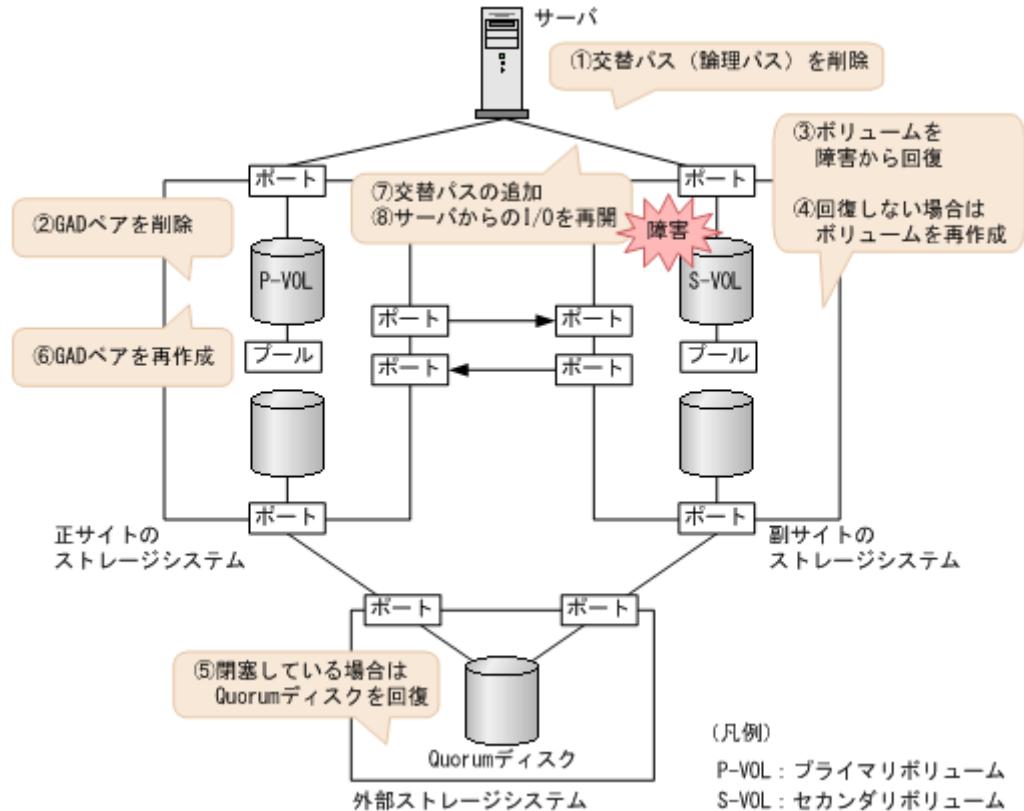 サーバ
①交替パス（論理パス）を削除
③ボリュームを
障害から回復
④回復しない場合は
ボリュームを再作成
ポート
ポート
⑦交替パスの追加
⑧サーバからのI/Oを再開
②GADペアを削除
障害
P-VOL
S-VOL
ポート
ポート
⑥GADペアを再作成
プール
プール
ポート
ポート
ポート
ポート
正サイトの
ストレージシステム
副サイトの
ストレージシステム
ポート
ポート
⑤閉塞している場合は
Quorumディスクを回復
Quorumディスク
外部ストレージシステム
（凡例）
P-VOL：プライマリボリューム
S-VOL：セカンダリボリューム